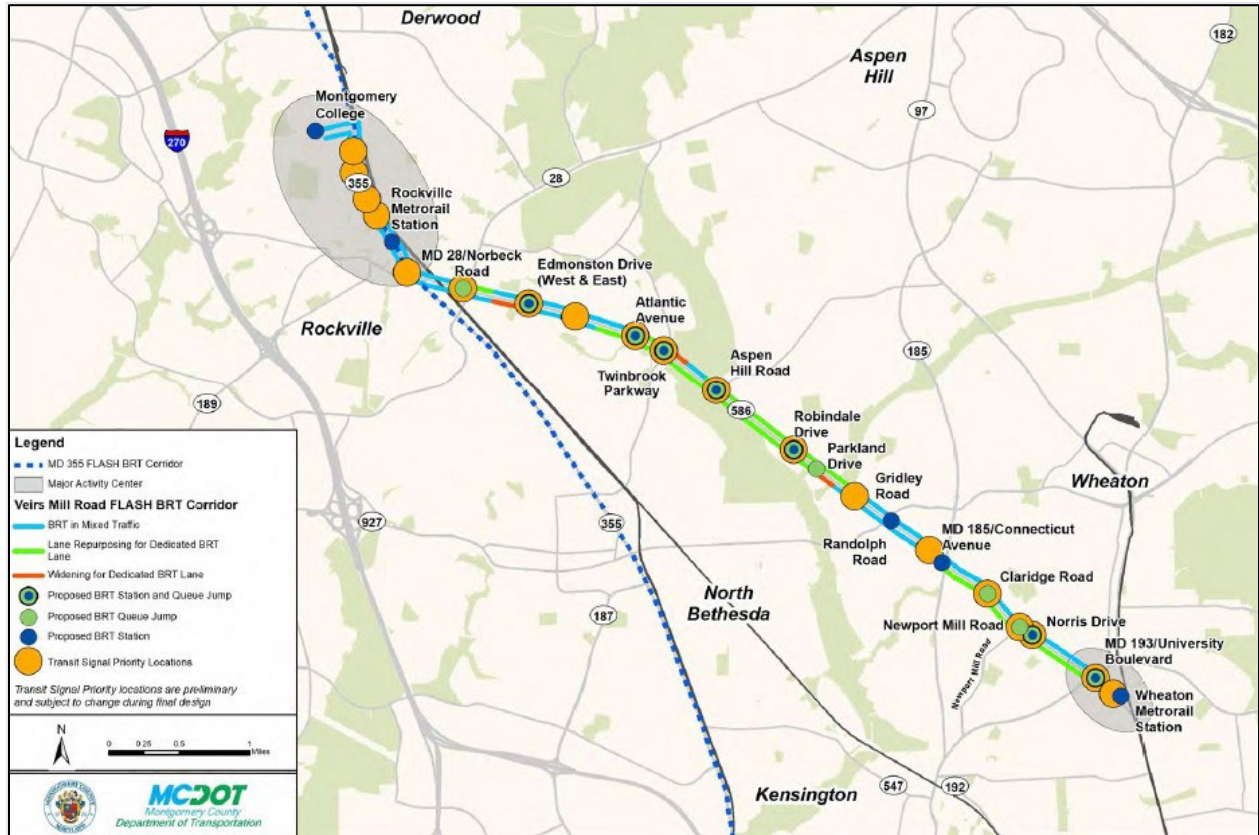 Derwood
182
Aspen
Hill
Montgomery
College
97
270
28
355
Rockville
Metrorail
Station
MD 28/Norbeck
Road
Edmonston Drive
(West & East)
Atlantic
Avenue
Rockville
Twinbrook
Parkway
Aspen
Hill Road
185
189
586
Robindale
Drive
Parkland
Drive
Gridley
Road
Wheaton
927
355
Randolph
Road
MD 185/Connecticut
Avenue
Claridge Road
North
Bethesda
187
Newport Mill Road
Norris Drive
MD 193/University
Boulevard
Newport Mill Road
Wheaton
Metrorail
Station
Kensington
547
192
Legend
MD 355 FLASH BRT Corridor
Major Activity Center
Veirs Mill Road FLASH BRT Corridor
BRT in Mixed Traffic
Lane Repurposing for Dedicated BRT
Lane
Widening for Dedicated BRT Lane
Proposed BRT Station and Queue Jump
Proposed BRT Queue Jump
Proposed BRT Station
Transit Signal Priority Locations
Transit Signal Priority locations are preliminary
and subject to change during final design
N
0 0.25 0.5 1
Miles
MCDOT
Montgomery County
Department of Transportation